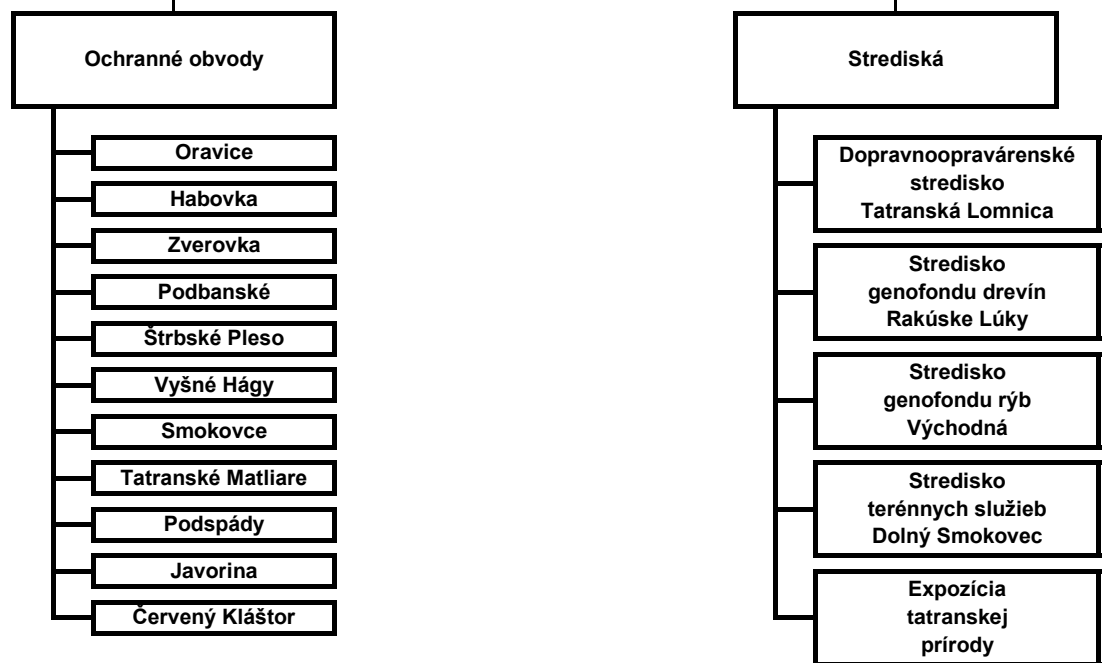 Ochranné obvody
Oravice
Habovka
Zverovka
Podbanské
Štrbské Pleso
Vyšné Hágy
Smokovce
Tatranské Matliare
Podspády
Javorina
Červený Kláštor
Strediská
Dopravnoopravárenské
stredisko
Tatranská Lomnica
Stredisko
genofondu drevín
Rakúske Lúky
Stredisko
genofondu rýb
Východná
Stredisko
terénnych služieb
Dolný Smokovec
Expozícia
tatranskej
prírody